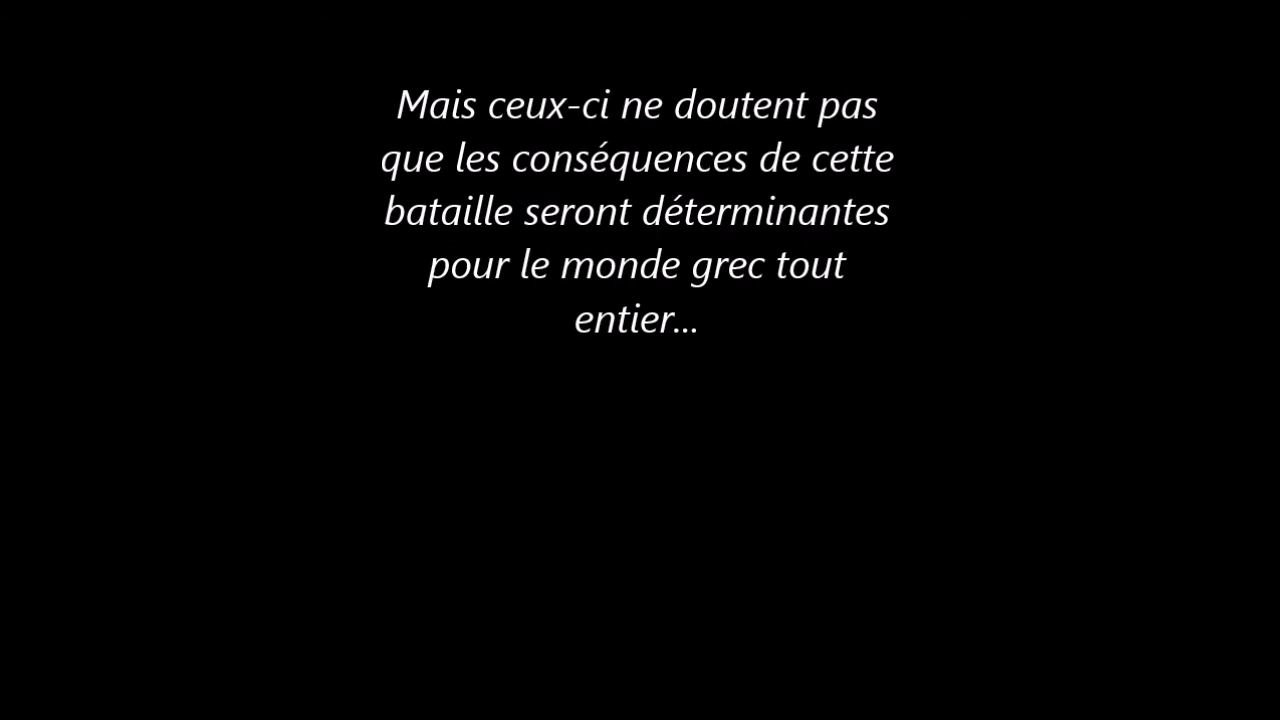 Mais ceux-ci ne doutent pas
que les conséquences de cette
bataille seront déterminantes
pour le monde grec tout
entier...